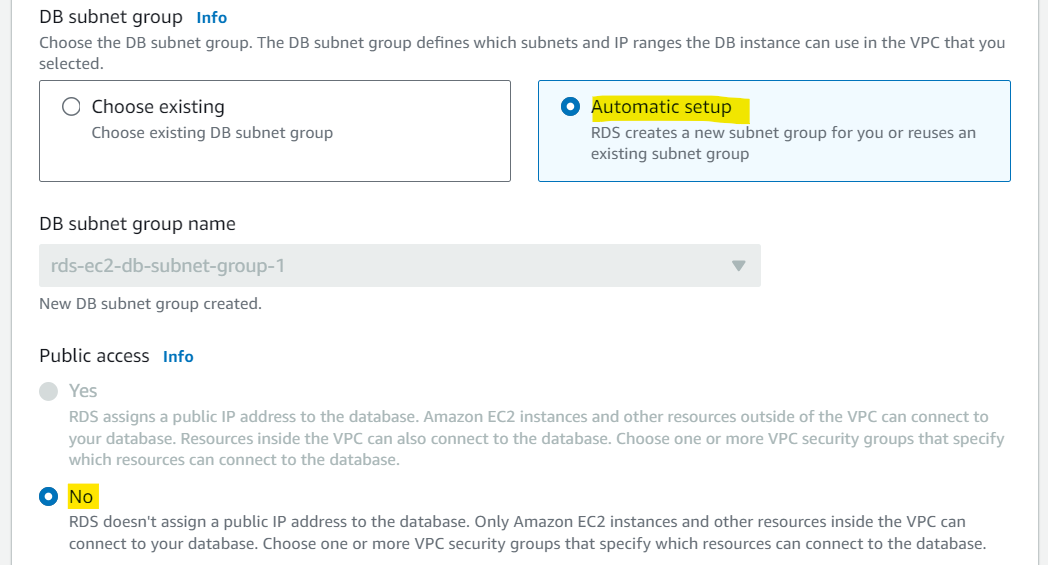 DB subnet group Info
Choose the DB subnet group. The DB subnet group defines which subnets and IP ranges the DB instance can use in the VPC that you
selected.
Choose existing
Choose existing DB subnet group
Automatic setup
RDS creates a new subnet group for you or reuses an
existing subnet group
DB subnet group name
rds-ec2-db-subnet-group-1
New DB subnet group created.
Public access Info
Yes
RDS assigns a public IP address to the database. Amazon EC2 instances and other resources outside of the VPC can connect to
your database. Resources inside the VPC can also connect to the database. Choose one or more VPC security groups that specify
which resources can connect to the database.
No
RDS doesn't assign a public IP address to the database. Only Amazon EC2 instances and other resources inside the VPC can
connect to your database. Choose one or more VPC security groups that specify which resources can connect to the database.